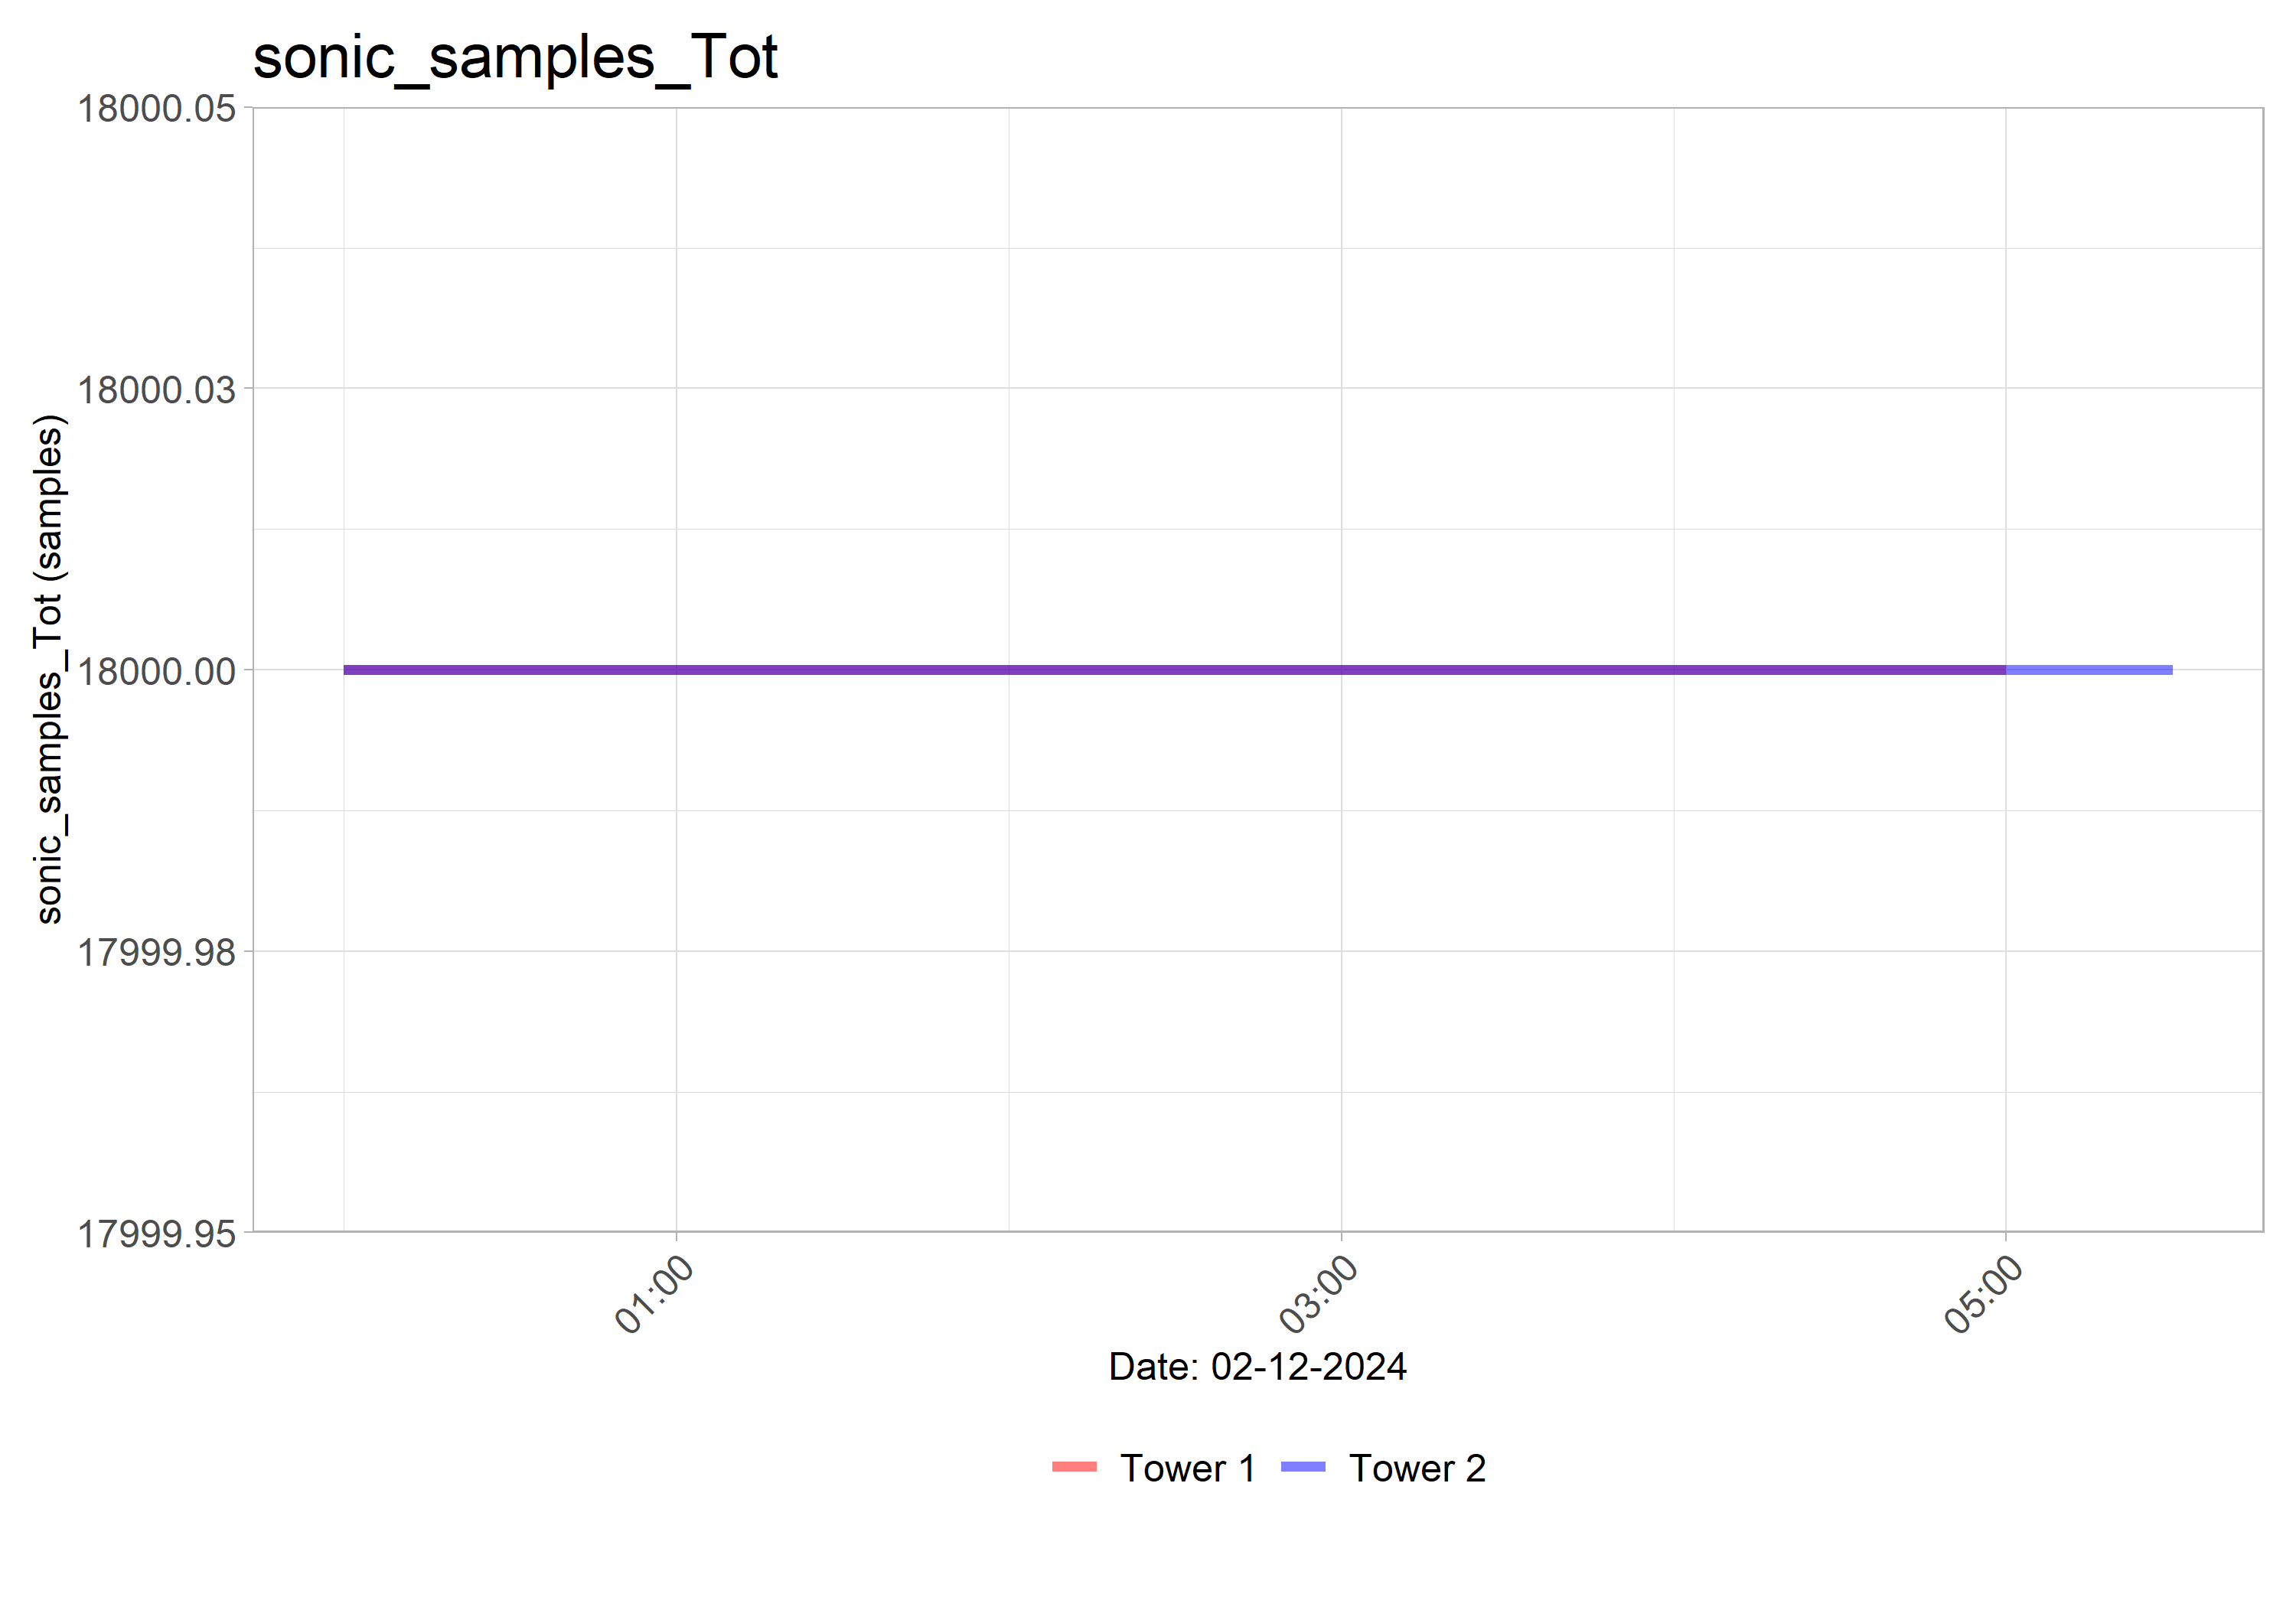 sonic_samples_Tot
18000.05
18000.03
18000.00
17999.98
17999.95
sonic_samples_Tot (samples)
01:00
03:00
05:00
Date: 02-12-2024
Tower 1
Tower 2